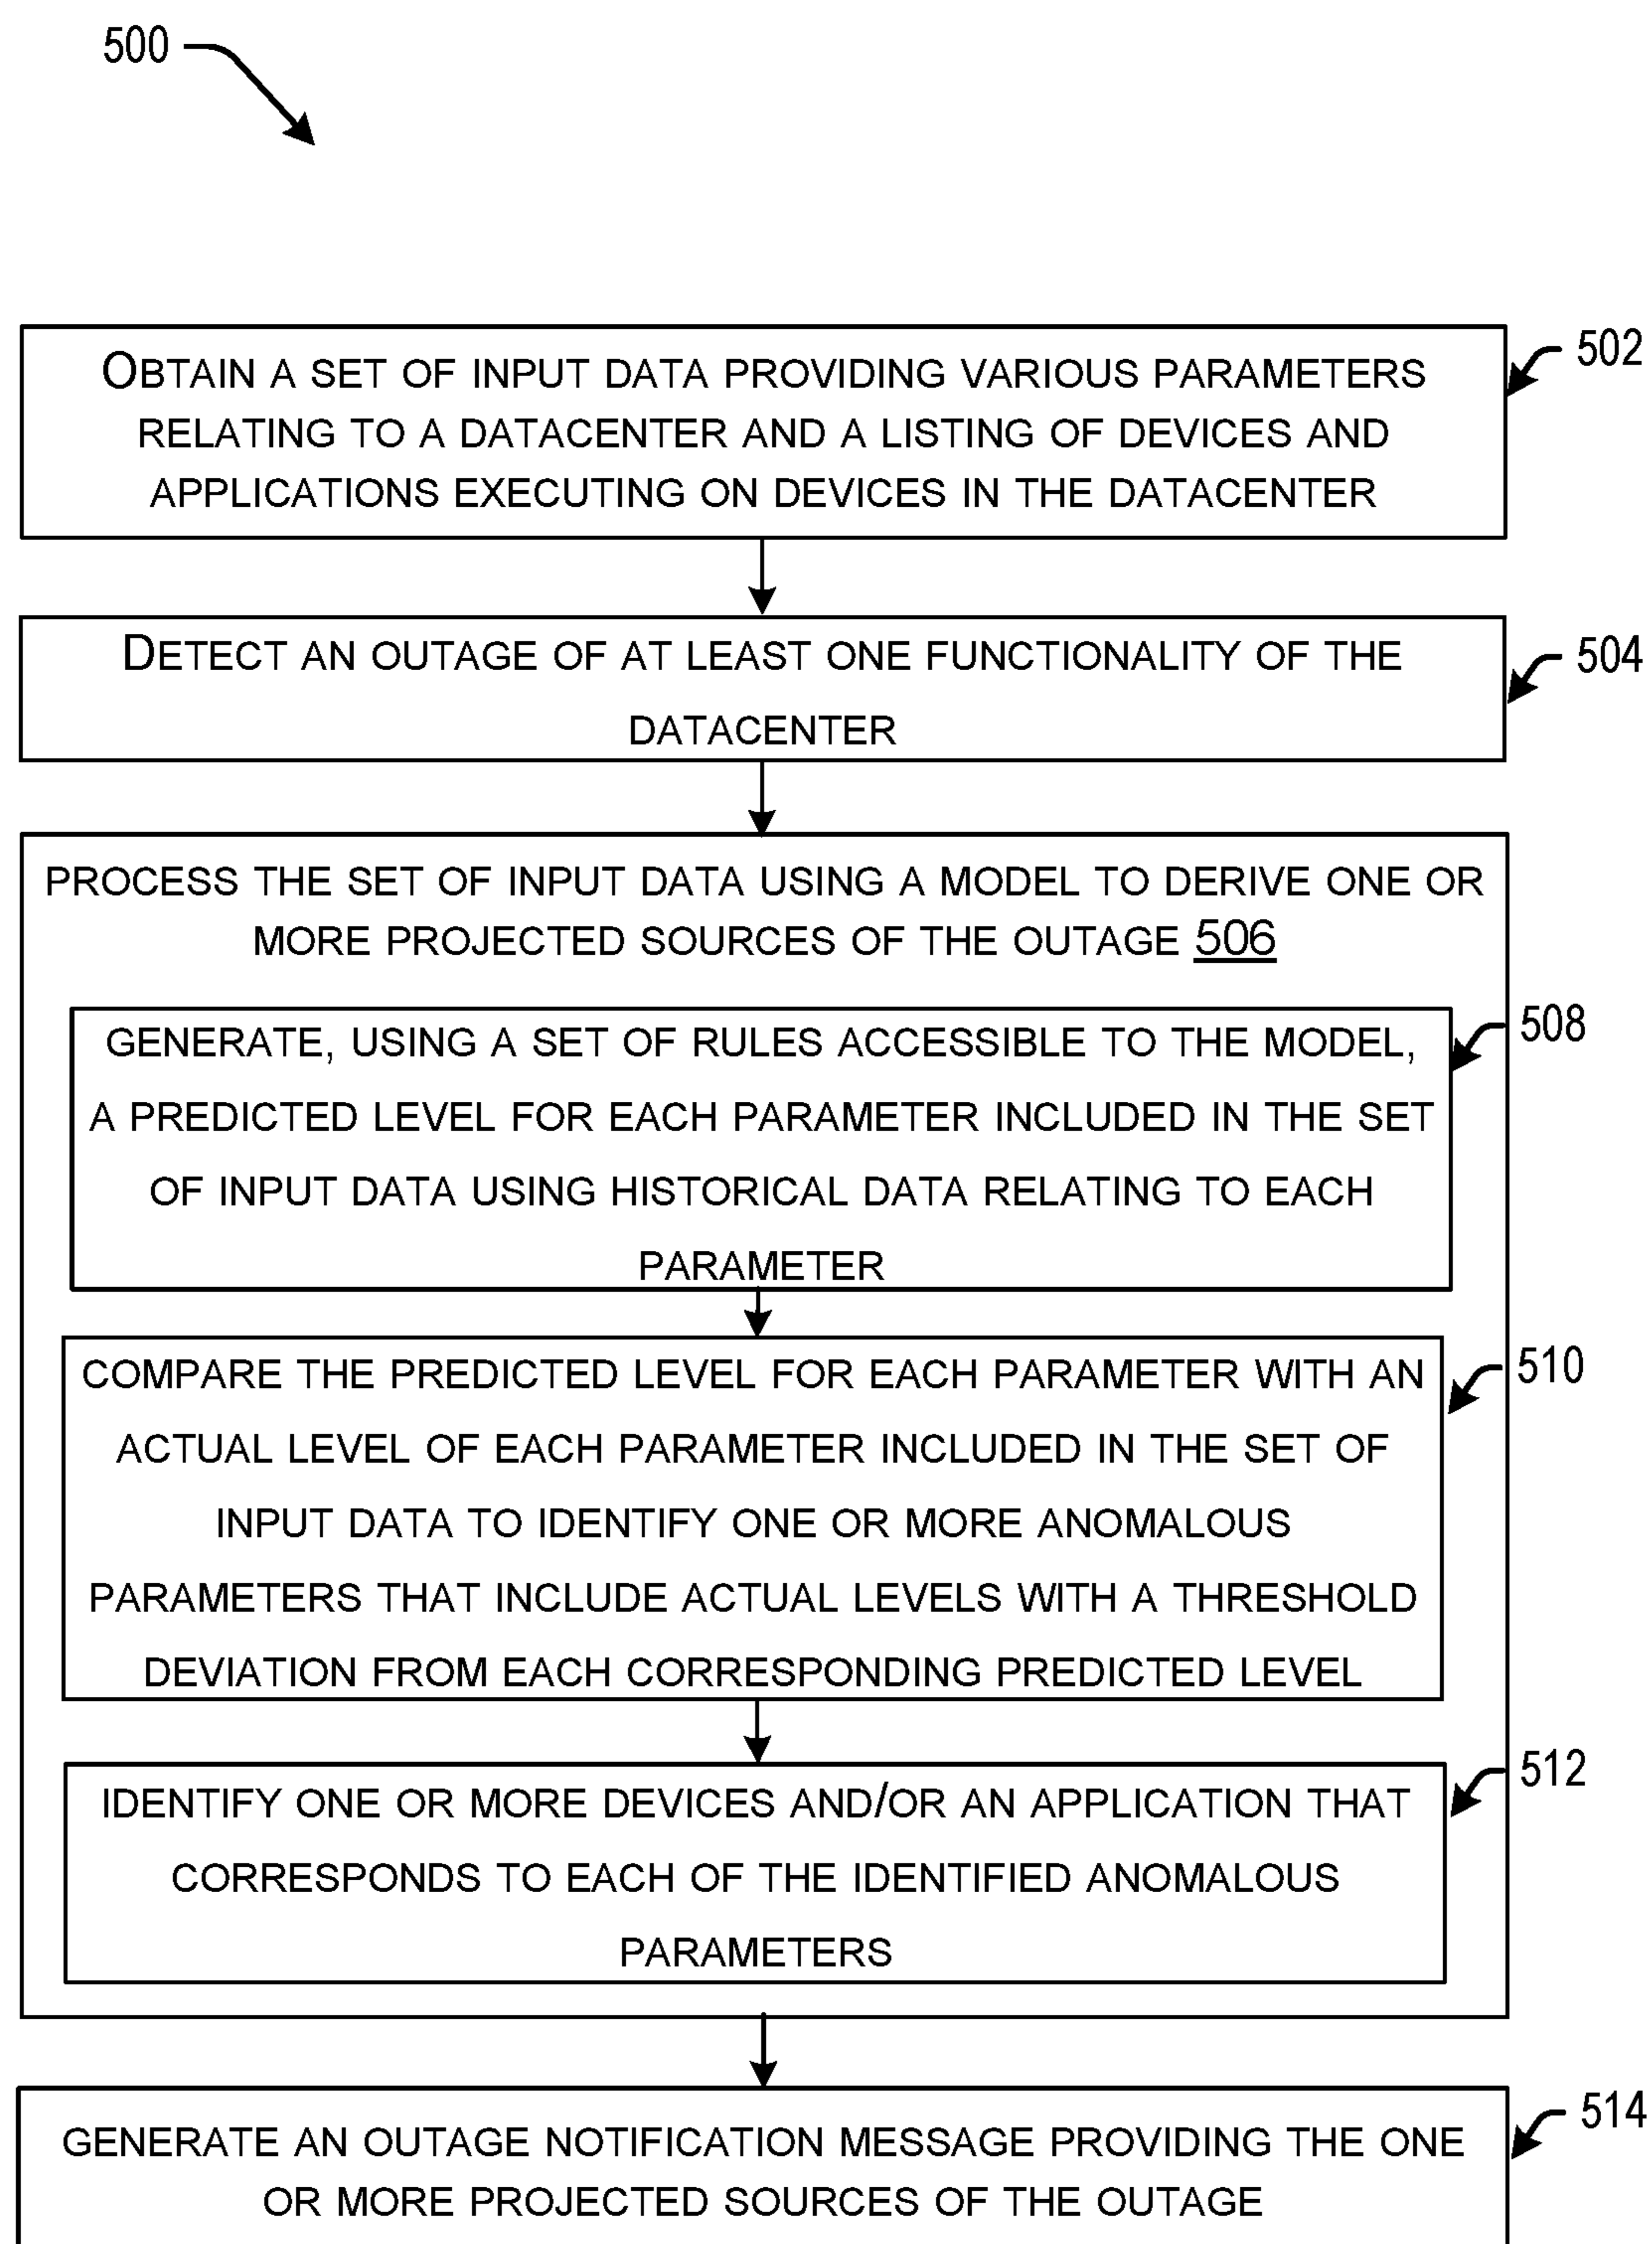 500
OBTAIN A SET OF INPUT DATA PROVIDING VARIOUS PARAMETERS
RELATING TO A DATACENTER AND A LISTING OF DEVICES AND
APPLICATIONS EXECUTING ON DEVICES IN THE DATACENTER
502
DETECT AN OUTAGE OF AT LEAST ONE FUNCTIONALITY OF THE
DATACENTER
504
PROCESS THE SET OF INPUT DATA USING A MODEL TO DERIVE ONE OR
MORE PROJECTED SOURCES OF THE OUTAGE 506
GENERATE, USING A SET OF RULES ACCESSIBLE TO THE MODEL,
A PREDICTED LEVEL FOR EACH PARAMETER INCLUDED IN THE SET
OF INPUT DATA USING HISTORICAL DATA RELATING TO EACH
PARAMETER
508
COMPARE THE PREDICTED LEVEL FOR EACH PARAMETER WITH AN
ACTUAL LEVEL OF EACH PARAMETER INCLUDED IN THE SET OF
INPUT DATA TO IDENTIFY ONE OR MORE ANOMALOUS
PARAMETERS THAT INCLUDE ACTUAL LEVELS WITH A THRESHOLD
DEVIATION FROM EACH CORRESPONDING PREDICTED LEVEL
510
IDENTIFY ONE OR MORE DEVICES AND/OR AN APPLICATION THAT
CORRESPONDS TO EACH OF THE IDENTIFIED ANOMALOUS
PARAMETERS
512
GENERATE AN OUTAGE NOTIFICATION MESSAGE PROVIDING THE ONE
OR MORE PROJECTED SOURCES OF THE OUTAGE
514